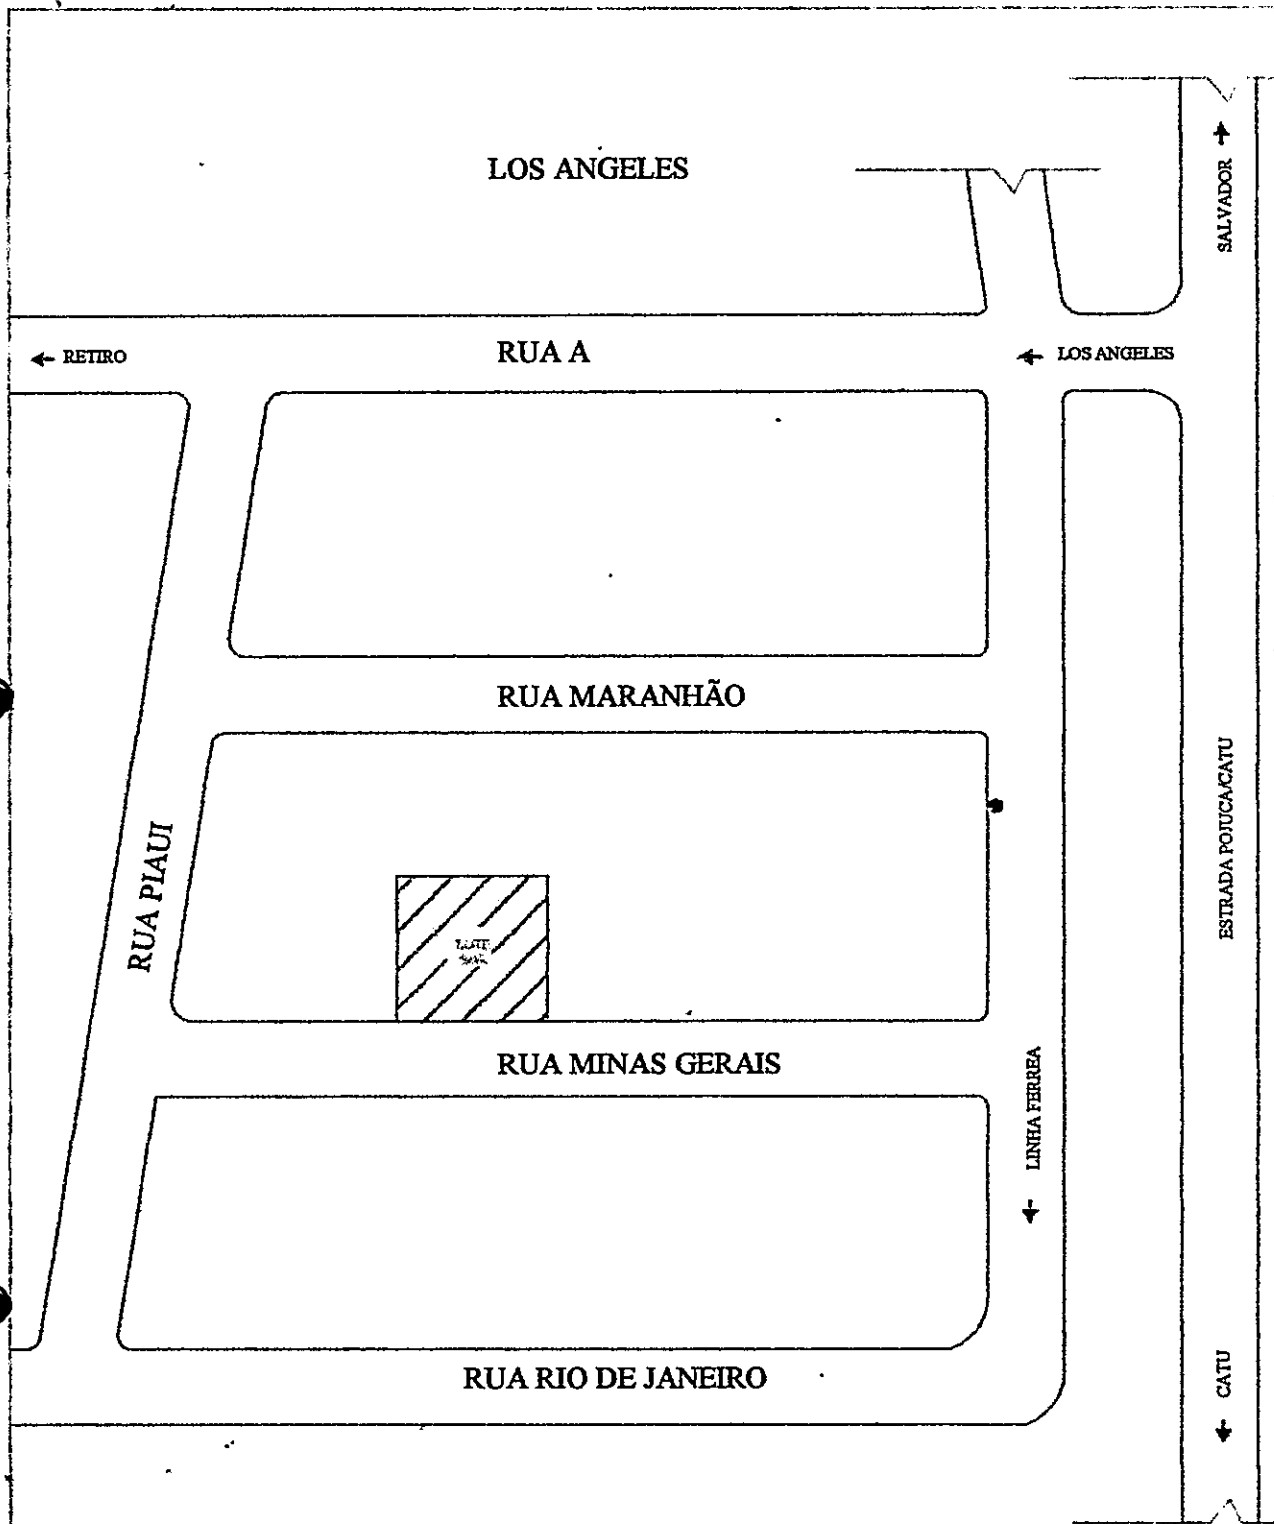 LOS ANGELES
SALVADOR
RETIRO
RUA A
LOS ANGELES
RUA MARANHÃO
RUA PIAUI
ESTRADA POJUCA/CATU
LOTE
RUA MINAS GERAIS
LINHA FERREA
RUA RIO DE JANEIRO
CATU